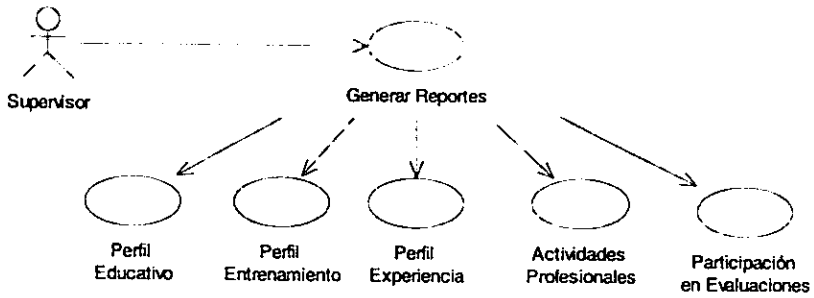 Supervisor
Generar Reportes
Perfil
Educativo
Perfil
Entrenamiento
Perfil
Experiencia
Actividades
Profesionales
Participación
en Evaluaciones